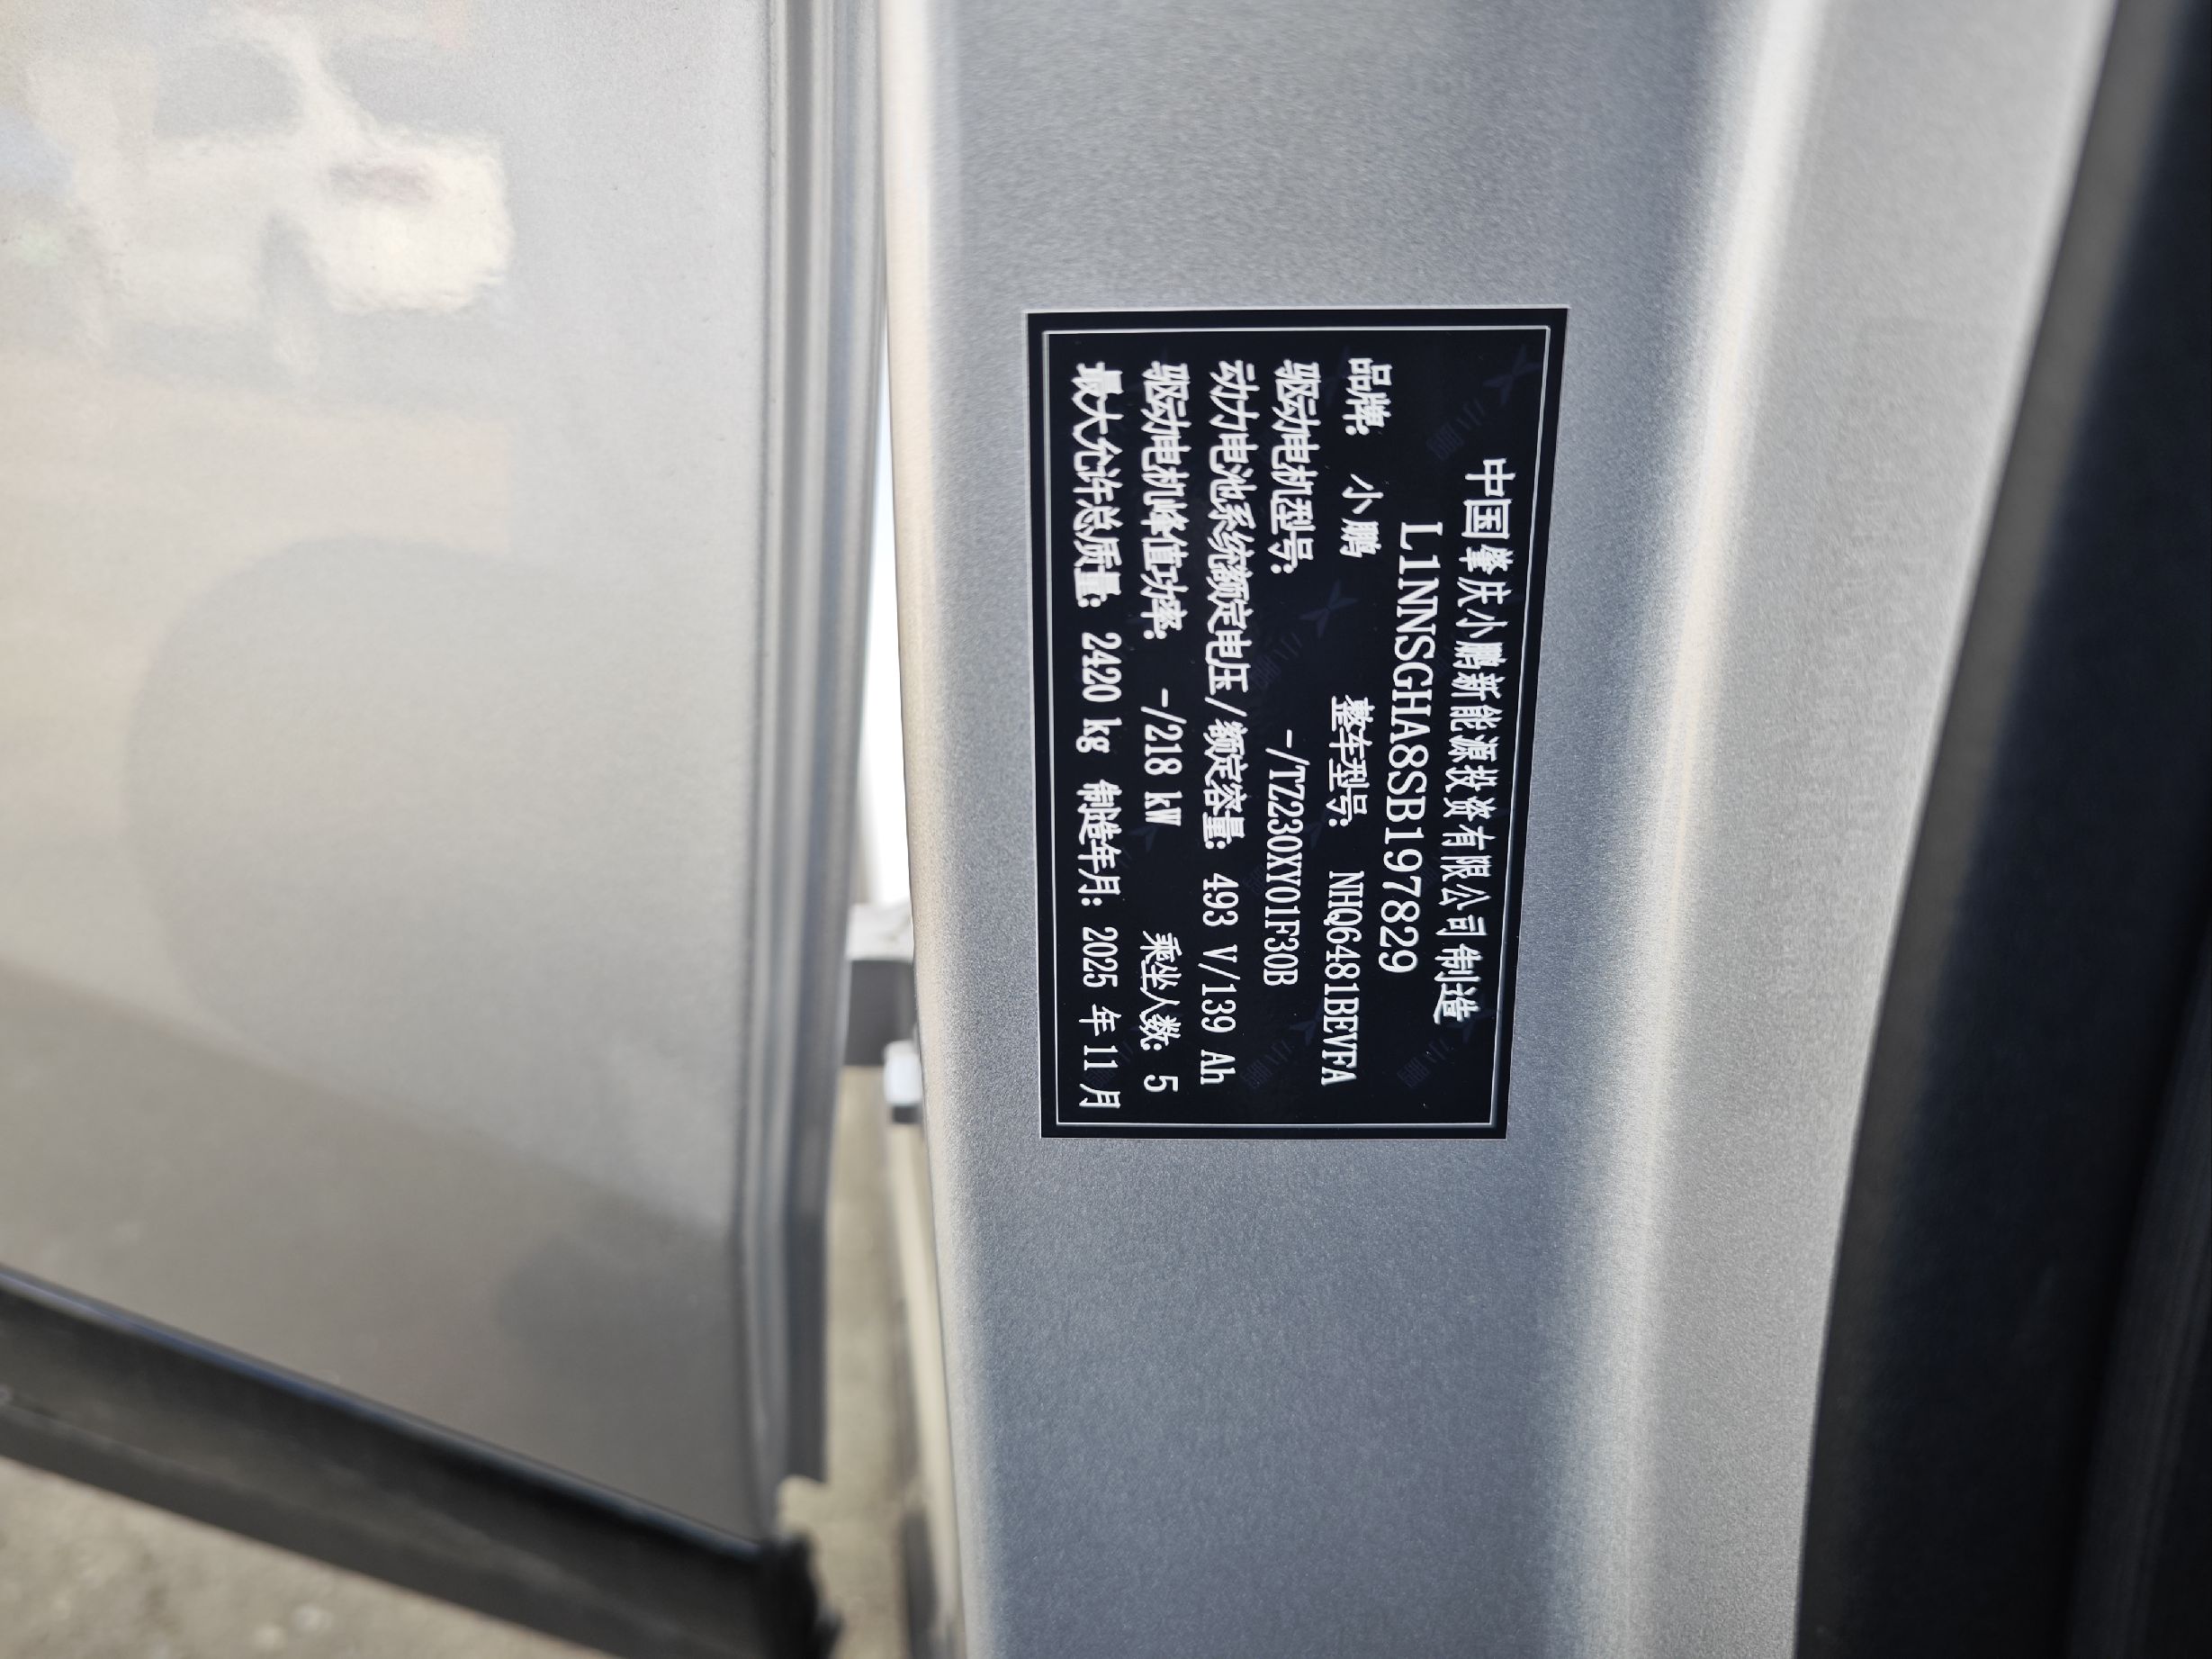 中国肇庆小鹏新能源投资有限公司制造
L1NNSGHA8SB197829
品牌: 小鹏 整车型号: NHQ6481BEVFA
驱动电机型号: -/TZ230XY01F30B
动力电池系统额定电压/额定容量: 493 V/139 Ah
驱动电机峰值功率: -/218 kW 乘坐人数: 5
最大允许总质量: 2420 kg 制造年月: 2025 年 11 月